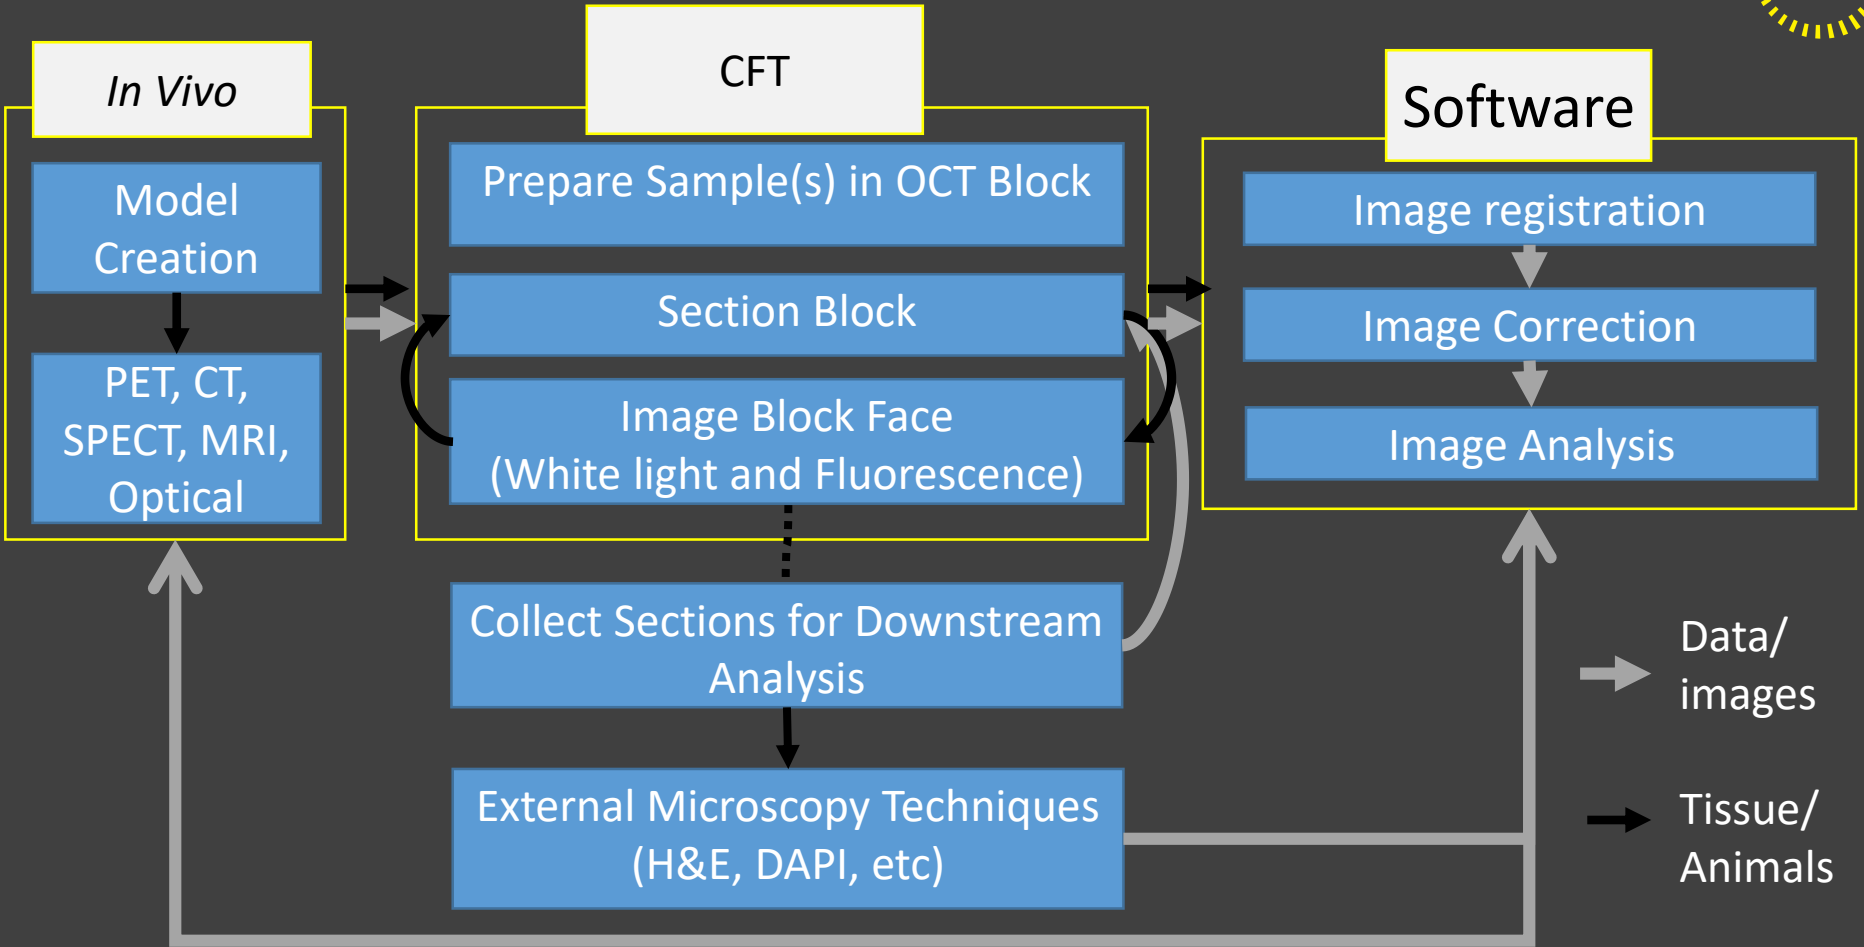 In Vivo
Model
Creation
PET, CT,
SPECT, MRI,
Optical
CFT
Prepare Sample(s) in OCT Block
Section Block
Image Block Face
(White light and Fluorescence)
Collect Sections for Downstream
Analysis
External Microscopy Techniques
(H&E, DAPI, etc)
Software
Image registration
Image Correction
Image Analysis
Data/
images
Tissue/
Animals